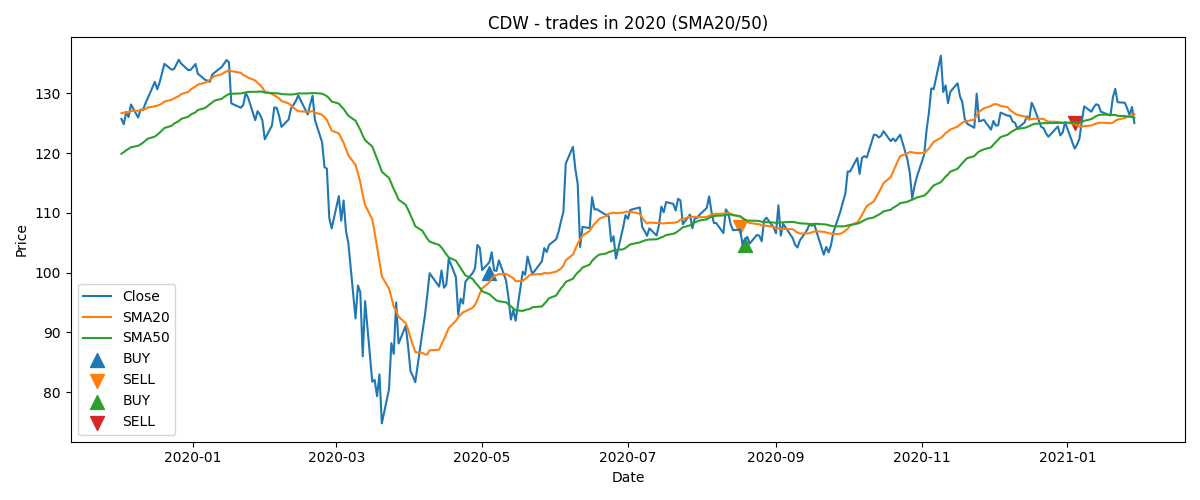 CDW - trades in 2020 (SMA20/50)
Price
130
120
110
100
90
80
Close
SMA20
SMA50
BUY
SELL
BUY
SELL
2020-01 2020-03 2020-05 2020-07 2020-09 2020-11 2021-01
Date